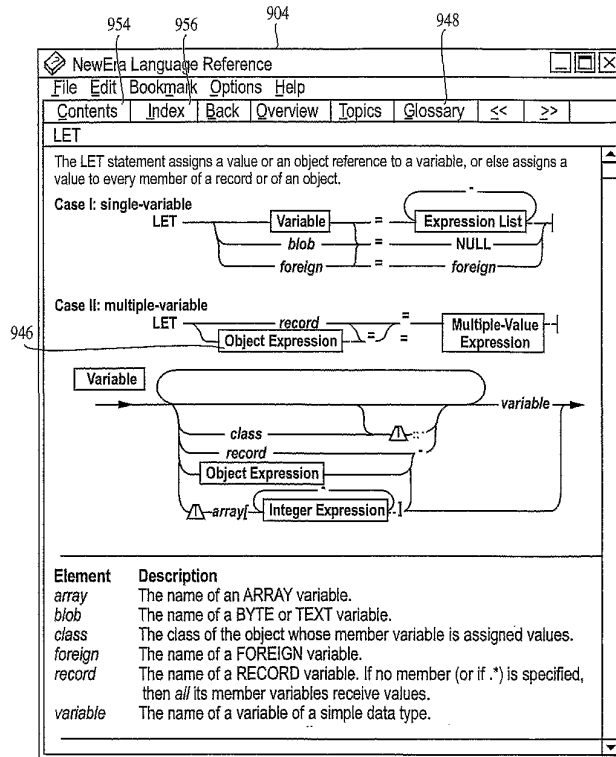 904
954
956
948
NewEra Language Reference
File Edit Bookmark Options Help
Contents Index Back Overview Topics Glossary << >>
LET
The LET statement assigns a value or an object reference to a variable, or else assigns a
value to every member of a record or of an object.
Case I: single-variable
LET Variable = Expression List
blob = NULL
foreign = foreign
Case II: multiple-variable
LET record = Multiple-Value
946
Object Expression = = Expression
Variable
variable
class ::
record
Object Expression
1 array[ Integer Expression ]
Element Description
array The name of an ARRAY variable.
blob The name of a BYTE or TEXT variable.
class The class of the object whose member variable is assigned values.
foreign The name of a FOREIGN variable.
record The name of a RECORD variable. If no member (or if .*) is specified,
then all its member variables receive values.
variable The name of a variable of a simple data type.